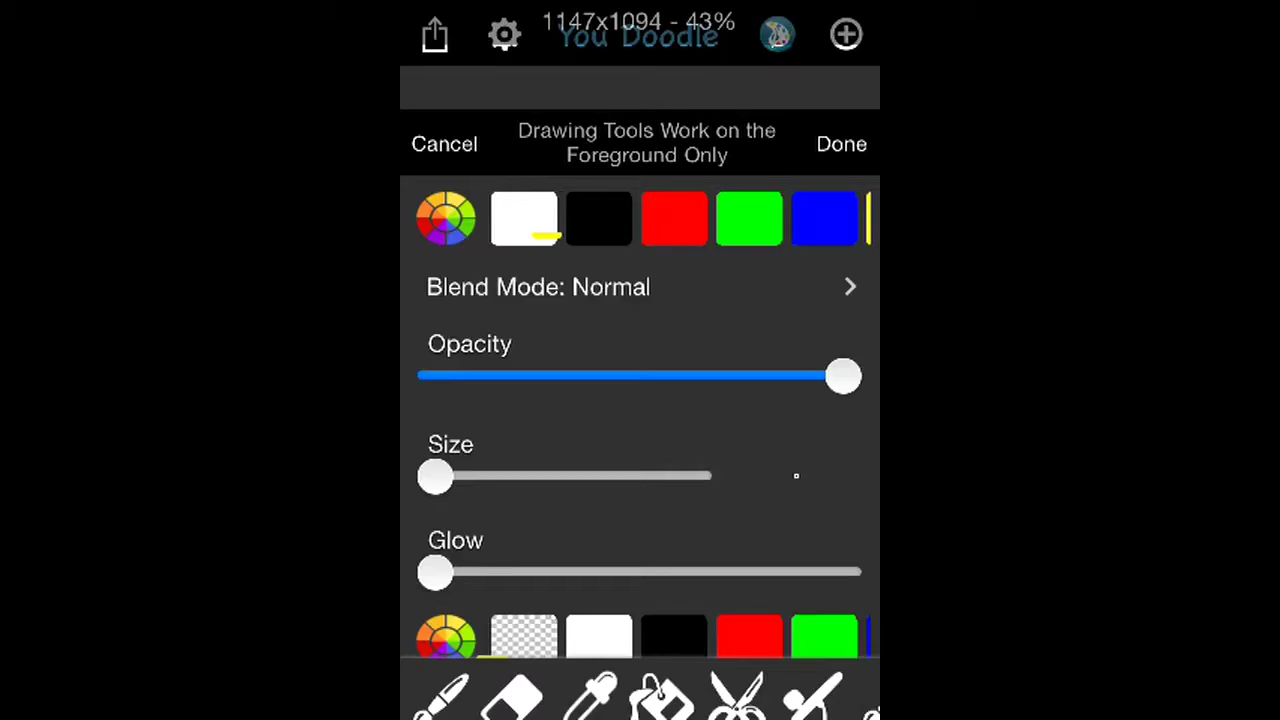 1147x1094 - 43%
You Doodle
Cancel
Drawing Tools Work on the
Foreground Only
Done
Blend Mode: Normal
Opacity
Size
Glow